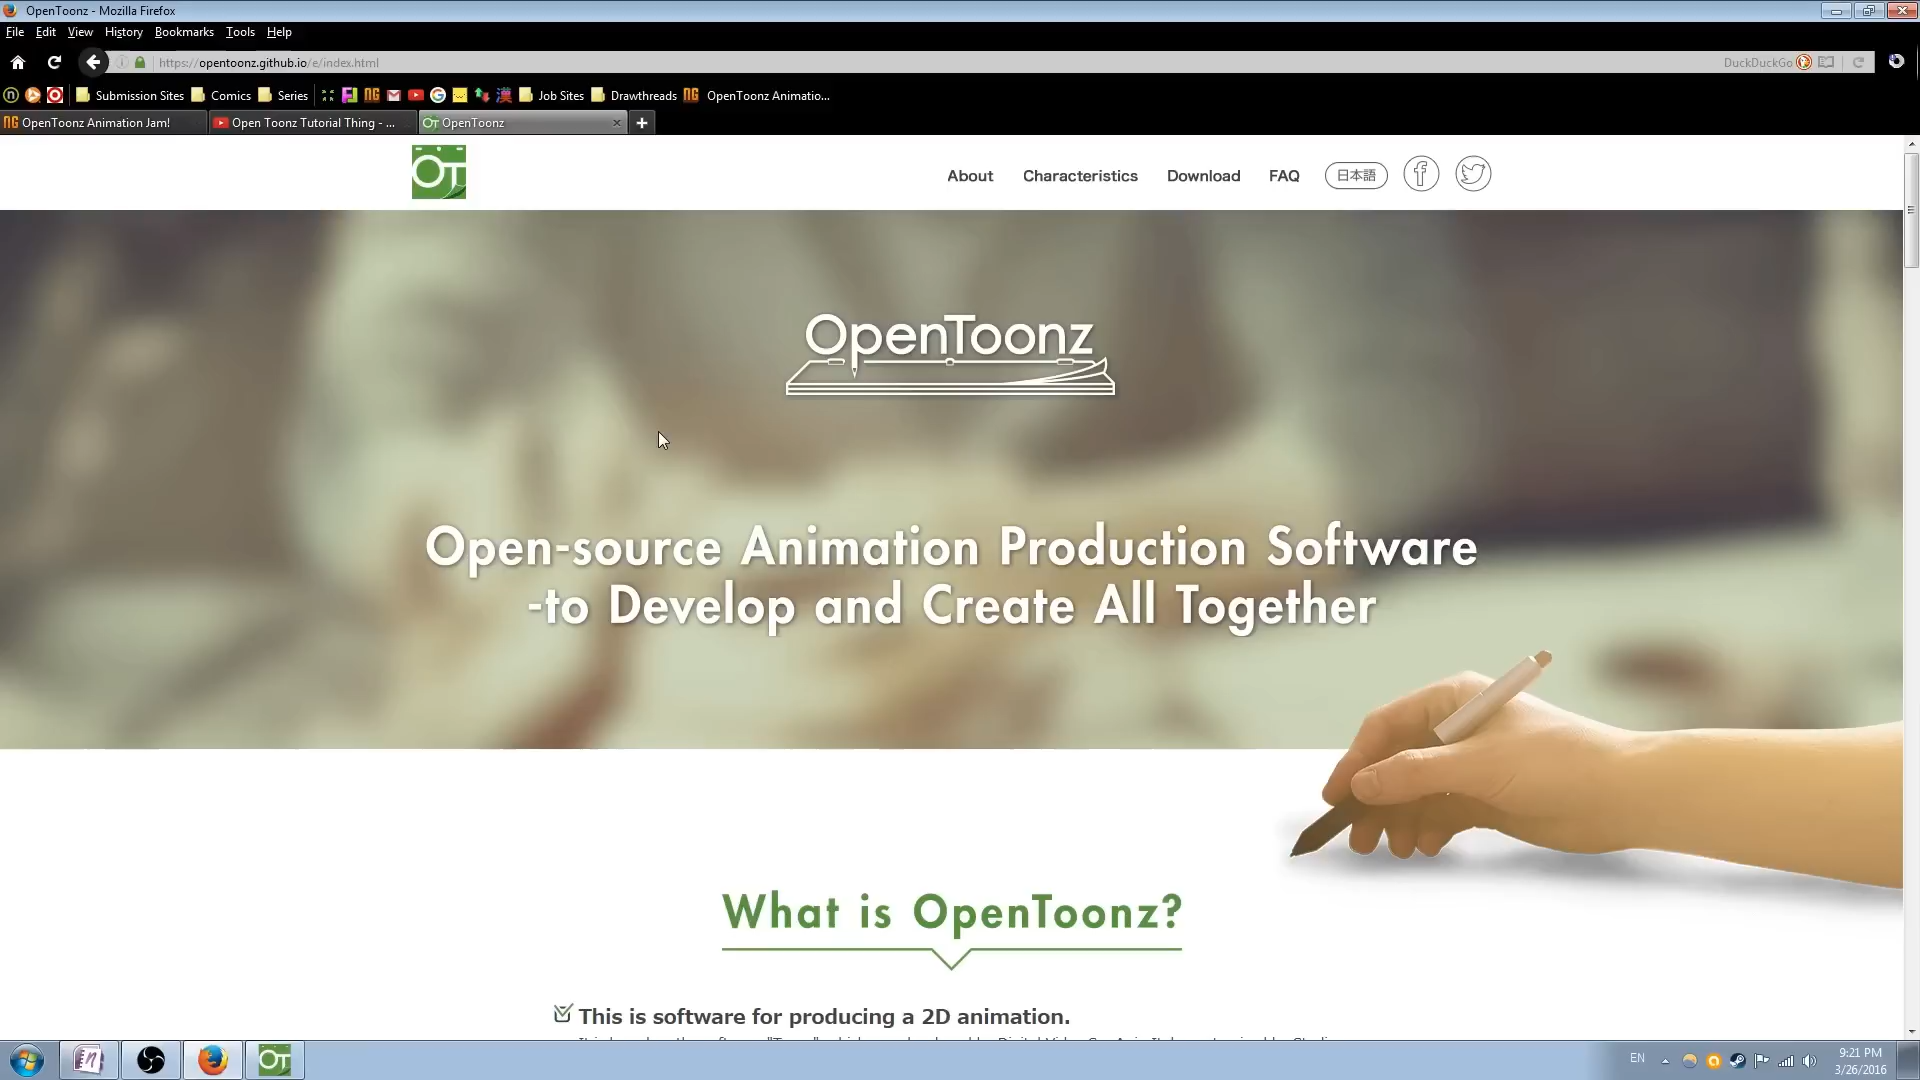 OpenToonz - Mozilla Firefox
File Edit View History Bookmarks Tools Help
https://opentoonz.github.io/e/index.html
DuckDuckGo
Submission Sites Comics Series Job Sites Drawthreads OpenToonz Animatio...
OpenToonz Animation Jam! Open Toonz Tutorial Thing - ... OpenToonz
OT
About Characteristics Download FAQ 日本語
OpenToonz
Open-source Animation Production Software
-to Develop and Create All Together
What is OpenToonz?
This is software for producing a 2D animation.
EN
9:21 PM
3/26/2016